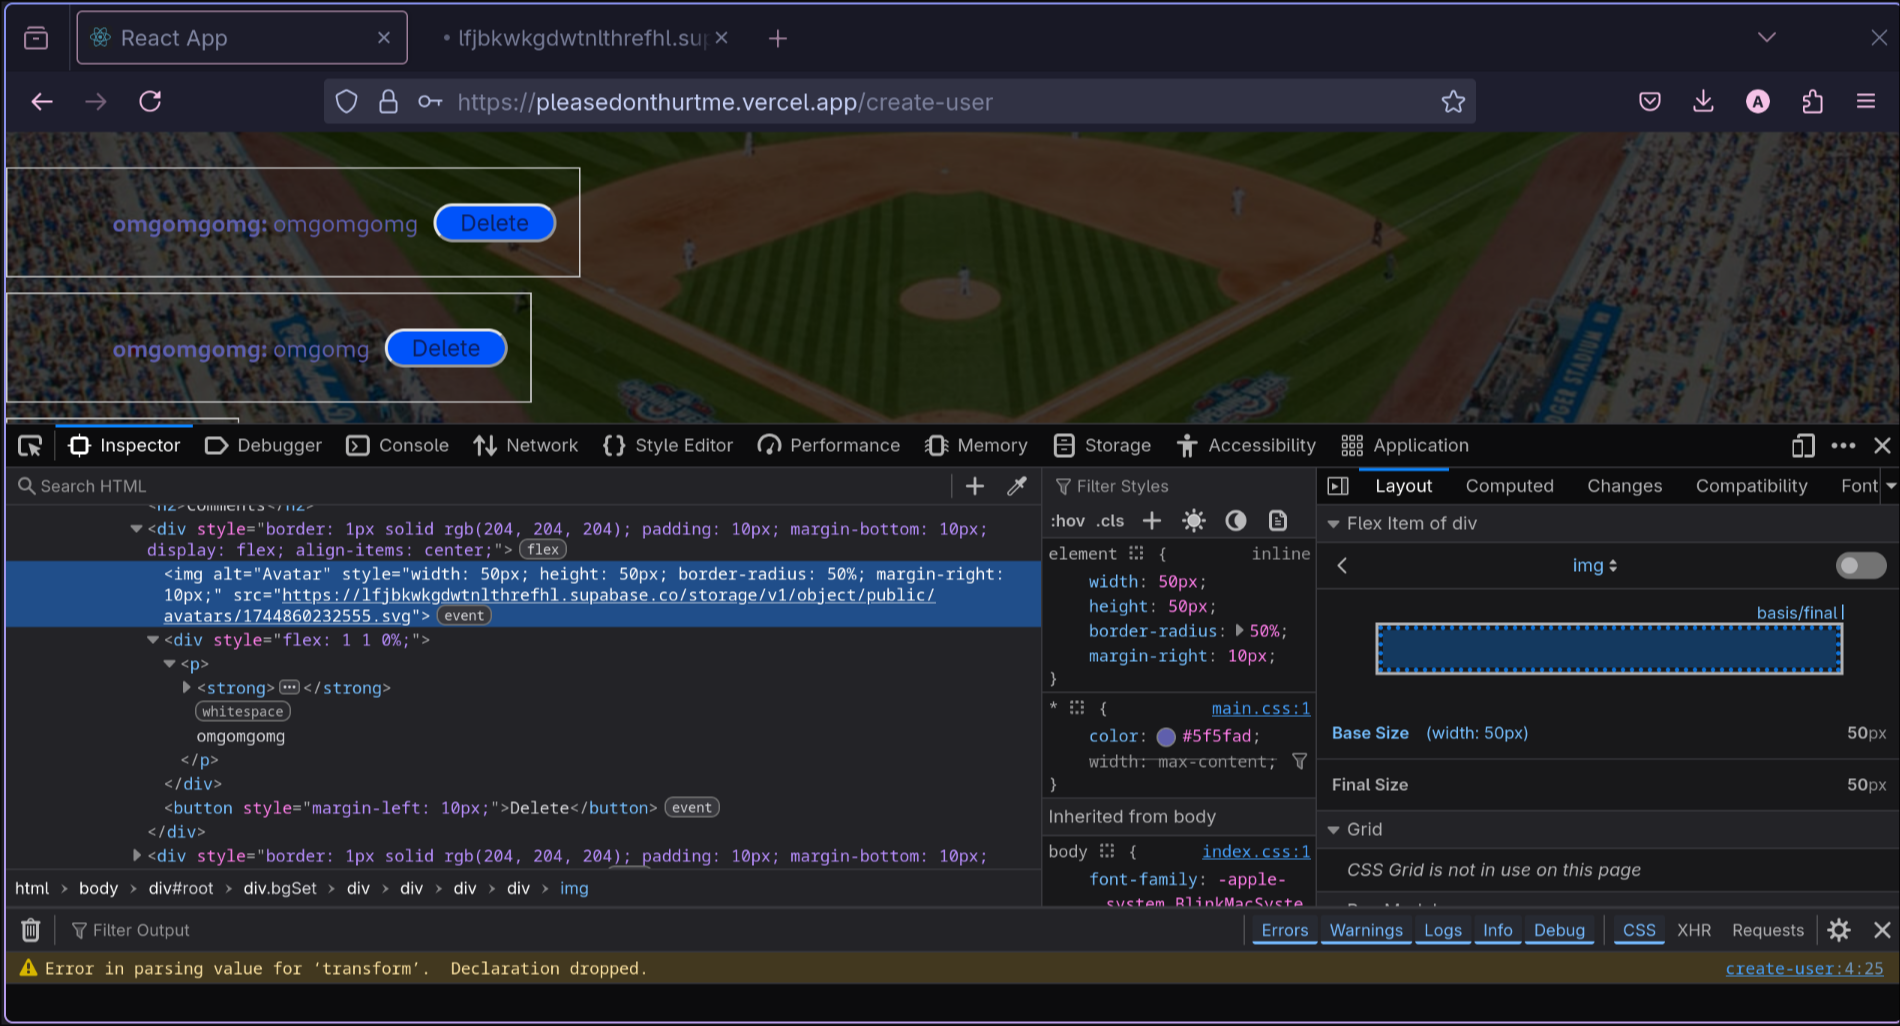 React App
lfjbkwkgdwtnlthrefhl.sup
https://pleasedonthurtme.vercel.app/create-user
A
omgomgomg: omgomgomg Delete
omgomgomg: omgomg Delete
DGER STADIUM
Inspector Debugger Console Network Style Editor Performance Memory Storage Accessibility Application
Search HTML
<h2>Comments</h2>
<div style="border: 1px solid rgb(204, 204, 204); padding: 10px; margin-bottom: 10px;
display: flex; align-items: center;"> flex
<img alt="Avatar" style="width: 50px; height: 50px; border-radius: 50%; margin-right:
10px;" src="https://lfjbkwkgdwtnlthrefhl.supabase.co/storage/v1/object/public/
avatars/1744860232555.svg"> event
<div style="flex: 1 1 0%;">
<p>
<strong> ••• </strong>
whitespace
omgomgomg
</p>
</div>
<button style="margin-left: 10px;">Delete</button> event
</div>
<div style="border: 1px solid rgb(204, 204, 204); padding: 10px; margin-bottom: 10px;
html > body > div#root > div.bgSet > div > div > div > div > img
Filter Styles
:hov .cls
element { inline
width: 50px;
height: 50px;
border-radius: 50%;
margin-right: 10px;
}
* { main.css:1
color: #5f5fad;
width: max-content;
}
Inherited from body
body { index.css:1
font-family: -apple-
system, BlinkMacSyste
Layout Computed Changes Compatibility Font
Flex Item of div
img
basis/final
Base Size (width: 50px) 50px
Final Size 50px
Grid
CSS Grid is not in use on this page
Filter Output
Errors Warnings Logs Info Debug CSS XHR Requests
Error in parsing value for ‘transform’. Declaration dropped. create-user:4:25